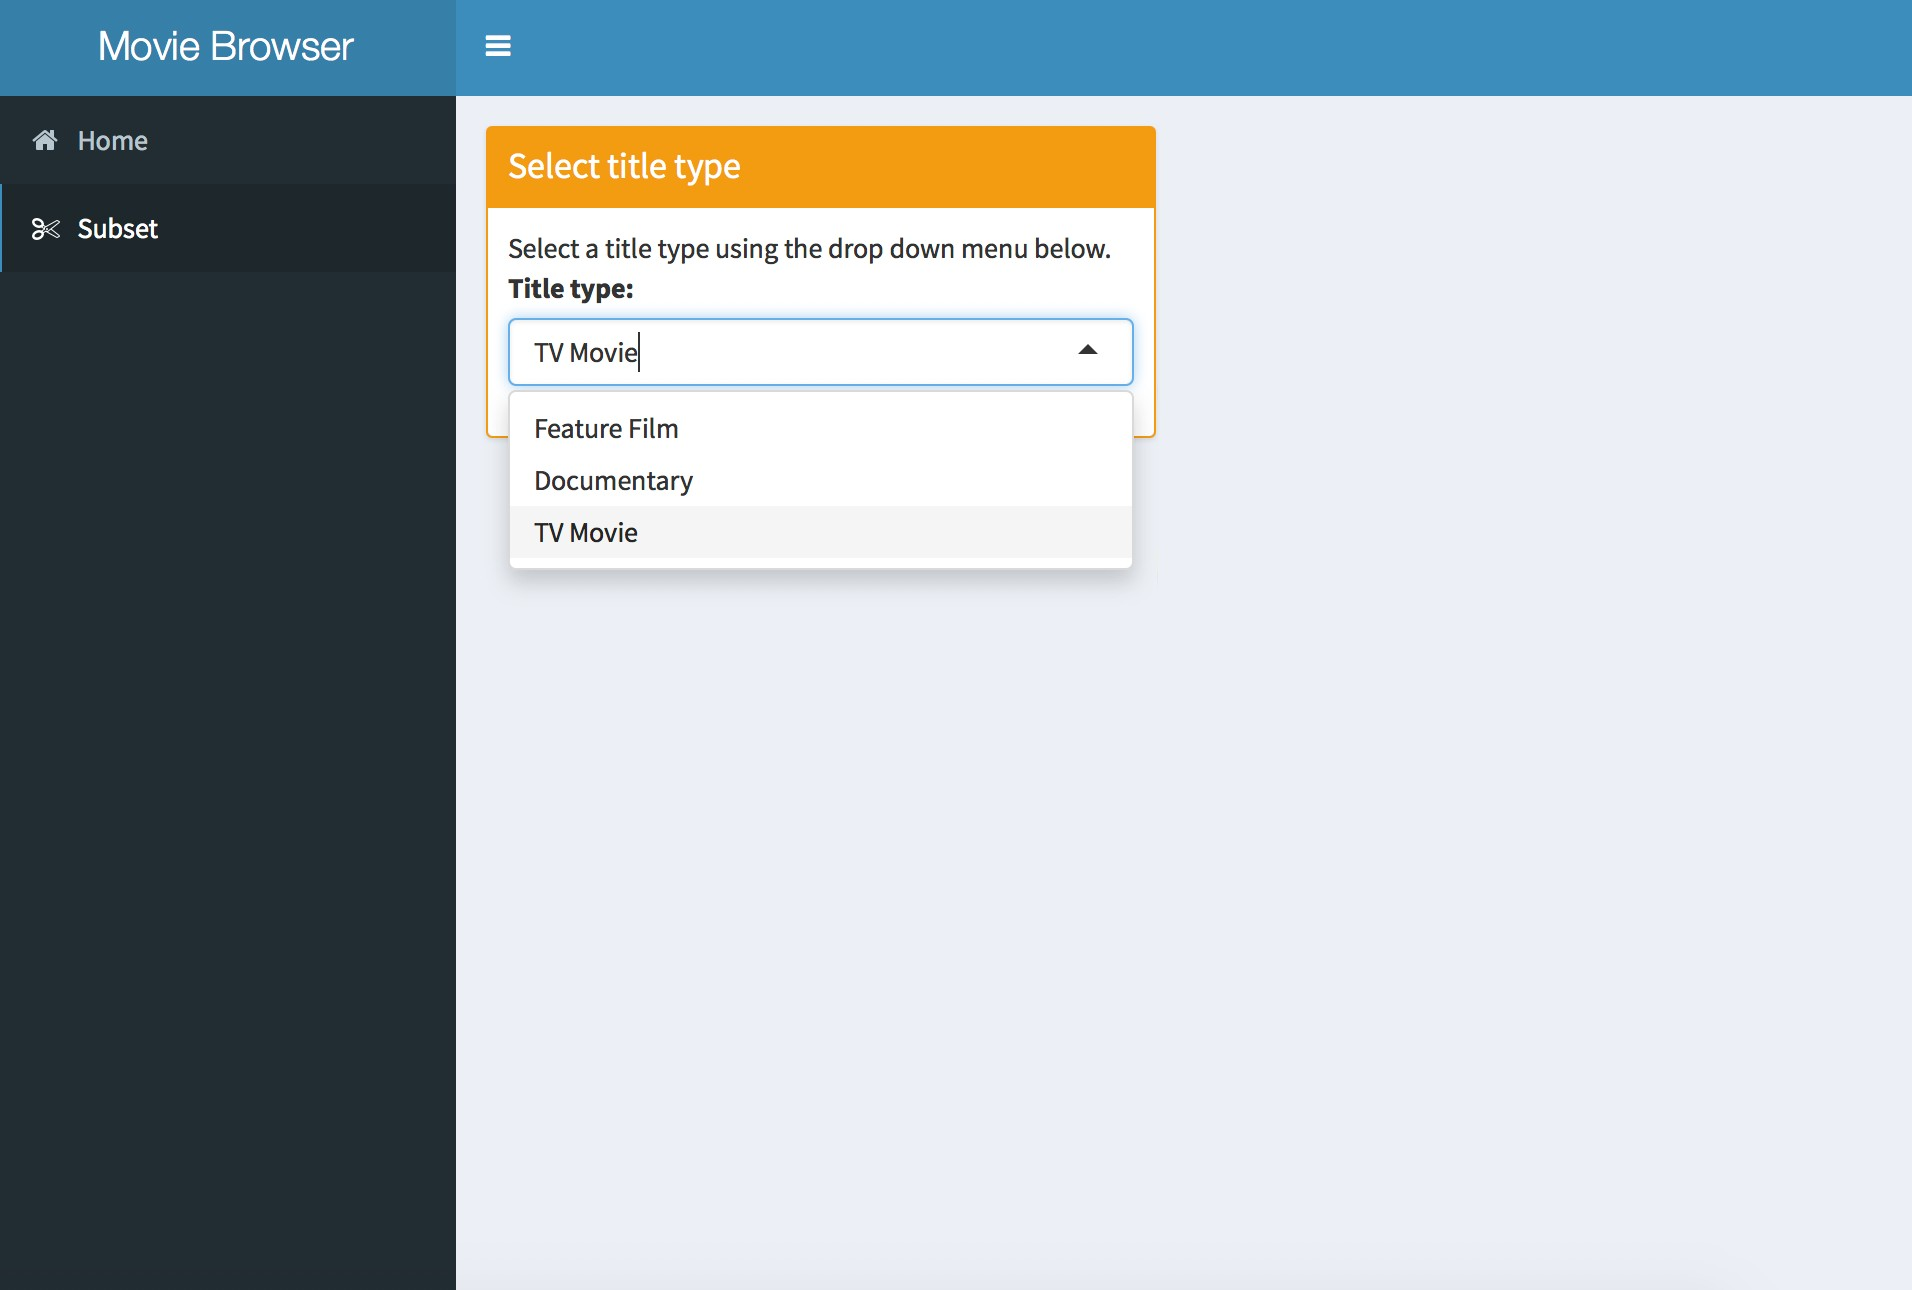 Movie Browser
Home
Subset
Select title type
Select a title type using the drop down menu below.
Title type:
TV Movie
Feature Film
Documentary
TV Movie